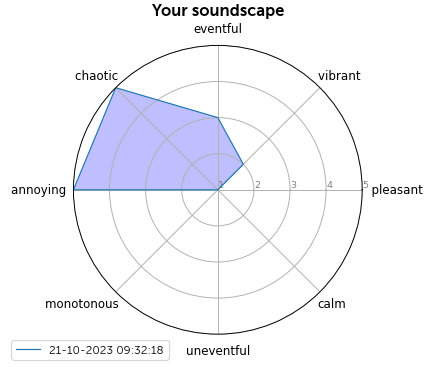 Your soundscape
eventful
chaotic
vibrant
annoying
1
2
3
4
5
pleasant
monotonous
calm
uneventful
21-10-2023 09:32:18